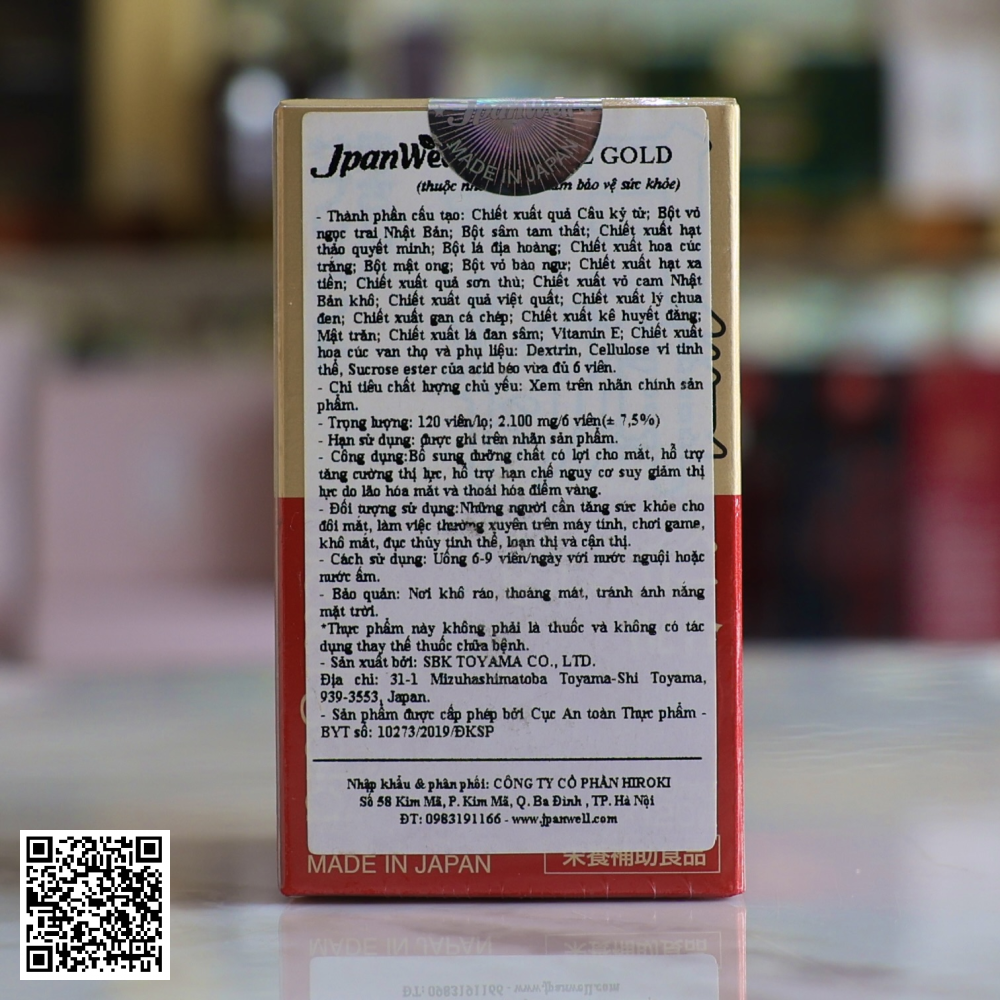 JpanWe GOLD
JpanWell
MADE IN JAPAN
(thuộc bảo vệ sức khỏe)
- Thành phần cấu tạo: Chiết xuất quả Câu kỷ tử; Bột vỏ
ngọc trai Nhật Bản; Bột sâm tam thất; Chiết xuất hạt
thảo quyết minh; Bột lá địa hoàng; Chiết xuất hoa cúc
trắng; Bột mật ong; Bột vỏ bào ngư; Chiết xuất hạt xa
tiền; Chiết xuất quả sơn thù; Chiết xuất vỏ cam Nhật
Bản khô; Chiết xuất quả việt quất; Chiết xuất lý chua
đen; Chiết xuất gan cá chép; Chiết xuất kê huyết đằng;
Mật trăn; Chiết xuất lá đan sâm; Vitamin E; Chiết xuất
hoa cúc vạn thọ và phụ liệu: Dextrin, Cellulose vi tinh
thể, Sucrose ester của acid béo vừa đủ 6 viên.
- Chỉ tiêu chất lượng chủ yếu: Xem trên nhãn chính sản
phẩm.
- Trọng lượng: 120 viên/lọ; 2.100 mg/6 viên(± 7,5%)
- Hạn sử dụng: được ghi trên nhãn sản phẩm.
- Công dụng:Bổ sung dưỡng chất có lợi cho mắt, hỗ trợ
tăng cường thị lực, hỗ trợ hạn chế nguy cơ suy giảm thị
lực do lão hóa mắt và thoái hóa điểm vàng.
- Đối tượng sử dụng:Những người cần tăng sức khỏe cho
đôi mắt, làm việc thường xuyên trên máy tính, chơi game,
khô mắt, đục thủy tinh thể, loạn thị và cận thị.
- Cách sử dụng: Uống 6-9 viên/ngày với nước nguội hoặc
nước ấm.
- Bảo quản: Nơi khô ráo, thoáng mát, tránh ánh nắng
mặt trời.
*Thực phẩm này không phải là thuốc và không có tác
dụng thay thế thuốc chữa bệnh.
- Sản xuất bởi: SBK TOYAMA CO., LTD.
Địa chỉ: 31-1 Mizuhashimatoba Toyama-Shi Toyama,
939-3553, Japan.
- Sản phẩm được cấp phép bởi Cục An toàn Thực phẩm -
BYT số: 10273/2019/ĐKSP
Nhập khẩu & phân phối: CÔNG TY CỔ PHẦN HIROKI
Số 58 Kim Mã, P. Kim Mã, Q. Ba Đình , TP. Hà Nội
ĐT: 0983191166 - www.jpanwell.com
MADE IN JAPAN
栄養補助食品